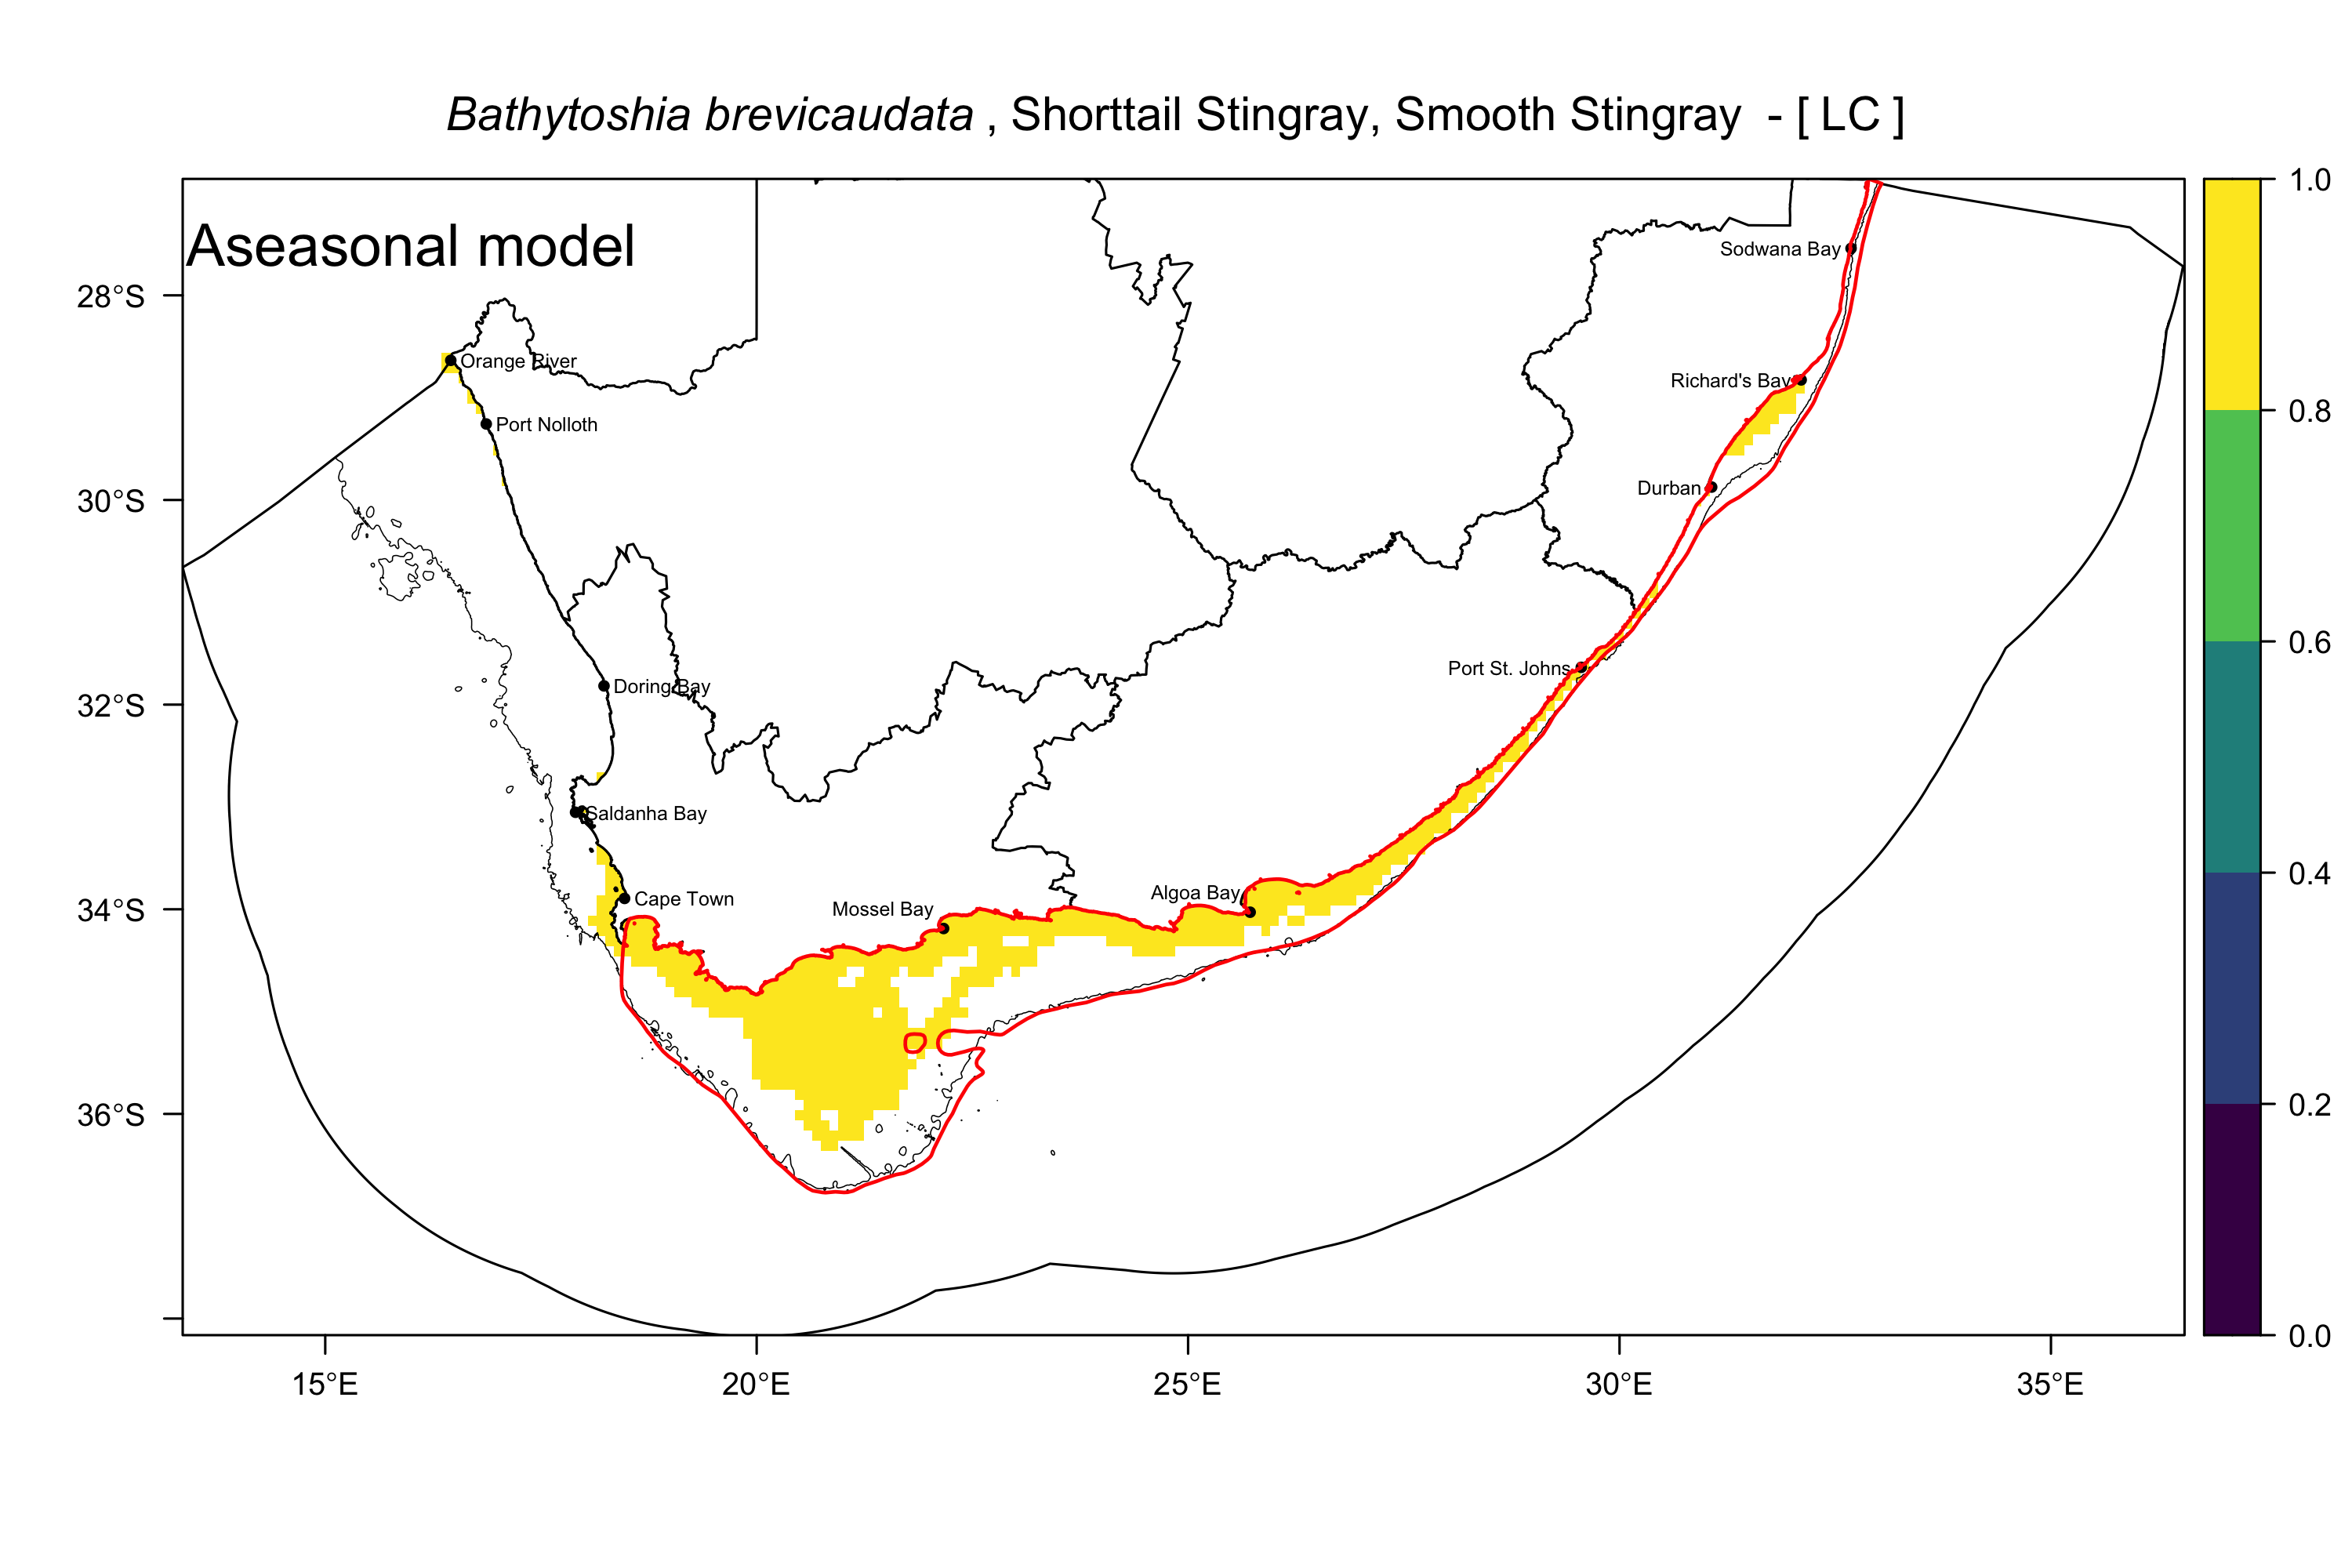 Bathytoshia brevicaudata , Shorttail Stingray, Smooth Stingray - [ LC ]
Aseasonal model
1.0
0.8
0.6
0.4
0.2
0.0
28°S
30°S
32°S
34°S
36°S
15°E
20°E
25°E
30°E
35°E
Sodwana Bay
Orange River
Richard's Bay
Port Nolloth
Durban
Port St. Johns
Doring Bay
Saldanha Bay
Algoa Bay
Cape Town
Mossel Bay